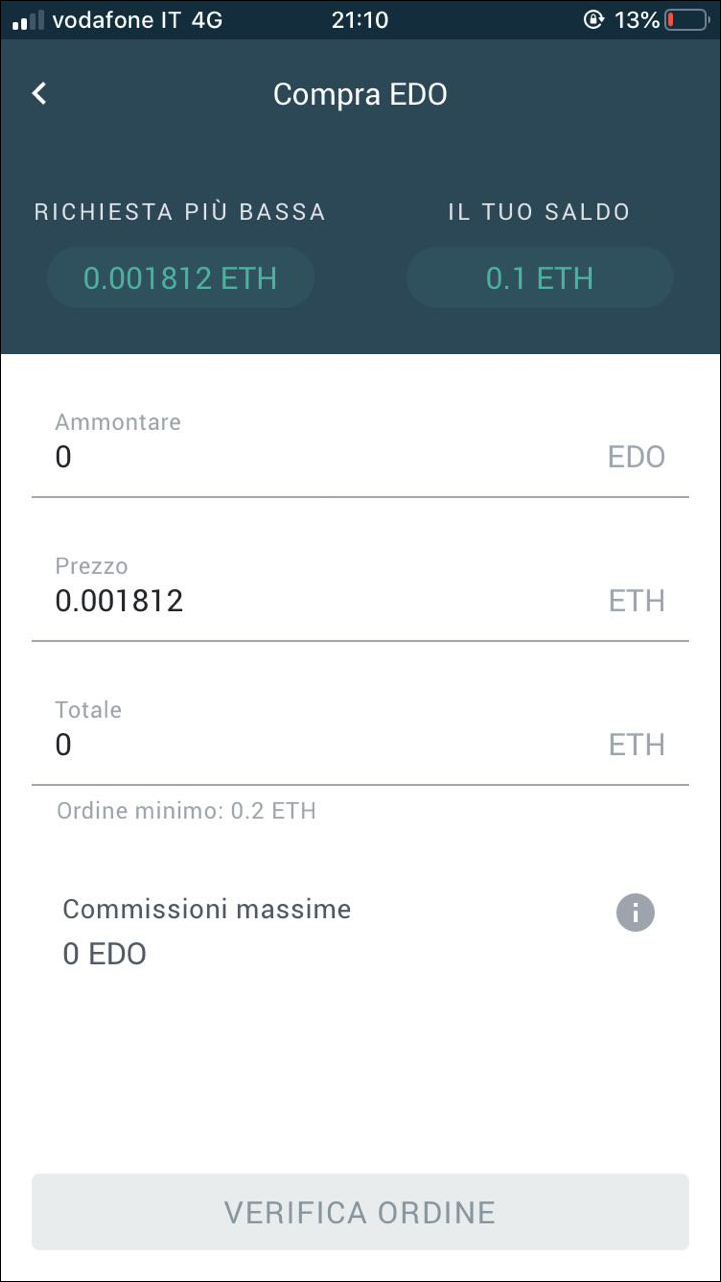 vodafone IT 4G 21:10 13%
Compra EDO
RICHIESTA PIÙ BASSA IL TUO SALDO
0.001812 ETH 0.1 ETH
Ammontare
0 EDO
Prezzo
0.001812 ETH
Totale
0 ETH
Ordine minimo: 0.2 ETH
Commissioni massime
0 EDO
VERIFICA ORDINE